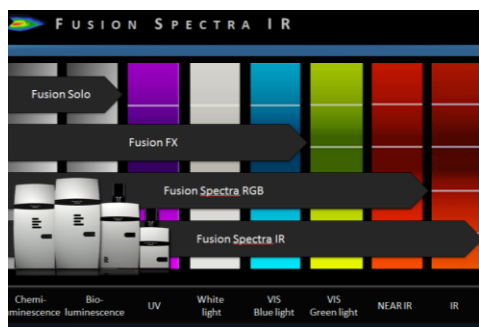 FUSION SPECTRA IR
Fusion Solo
Fusion FX
Fusion Spectra RGB
Fusion Spectra IR
Chemi-
uminescence
Bio-
luminescence
UV
White
light
VIS
Blue light
VIS
Green light
NEAR IR
IR